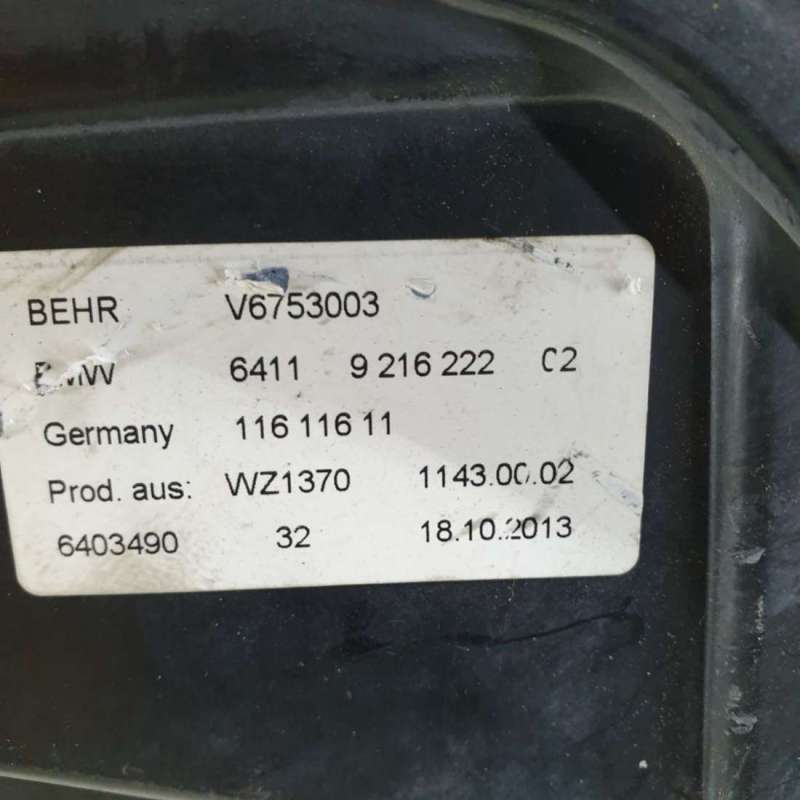 BEHR V6753003
BMW 6411 9 216 222 C2
Germany 116 116 11
Prod. aus: WZ1370 1143.00.02
6403490 32 18.10.2013